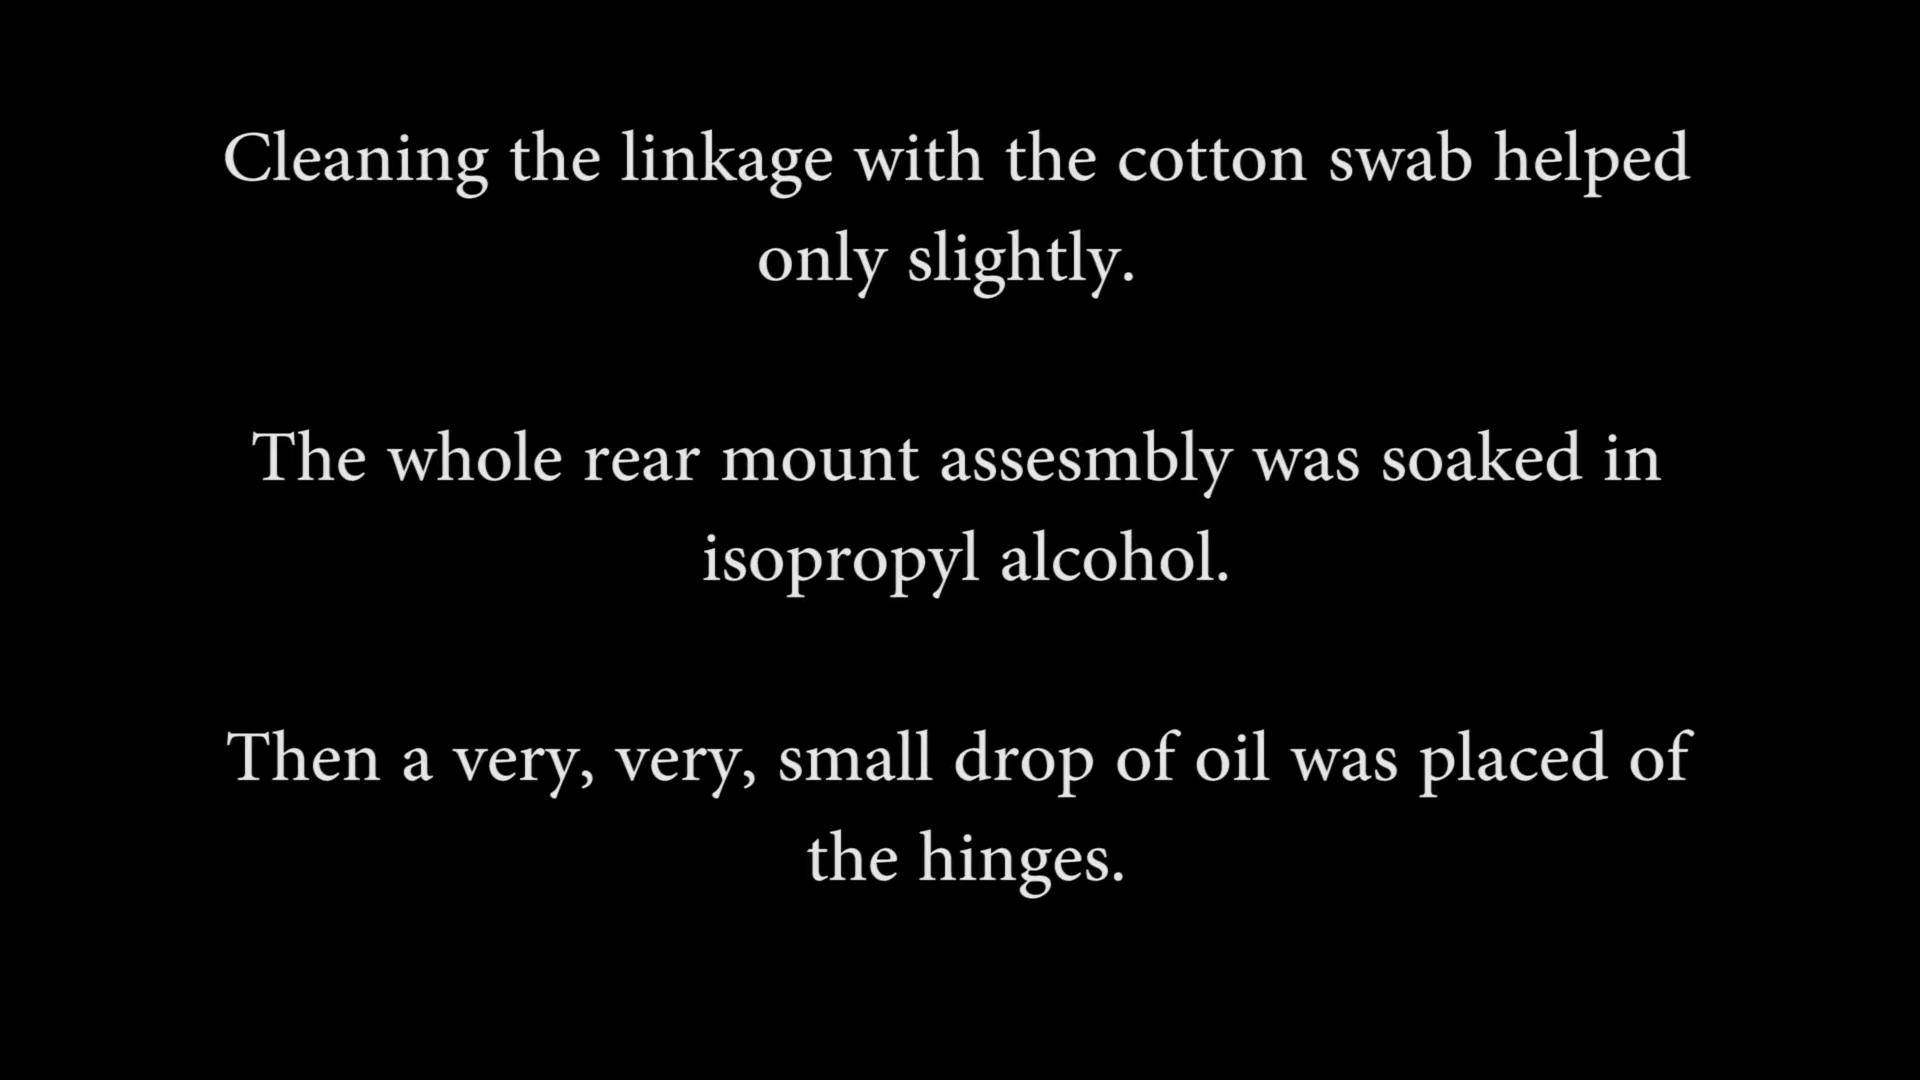 Cleaning the linkage with the cotton swab helped
only slightly.
The whole rear mount assesmbly was soaked in
isopropyl alcohol.
Then a very, very, small drop of oil was placed of
the hinges.